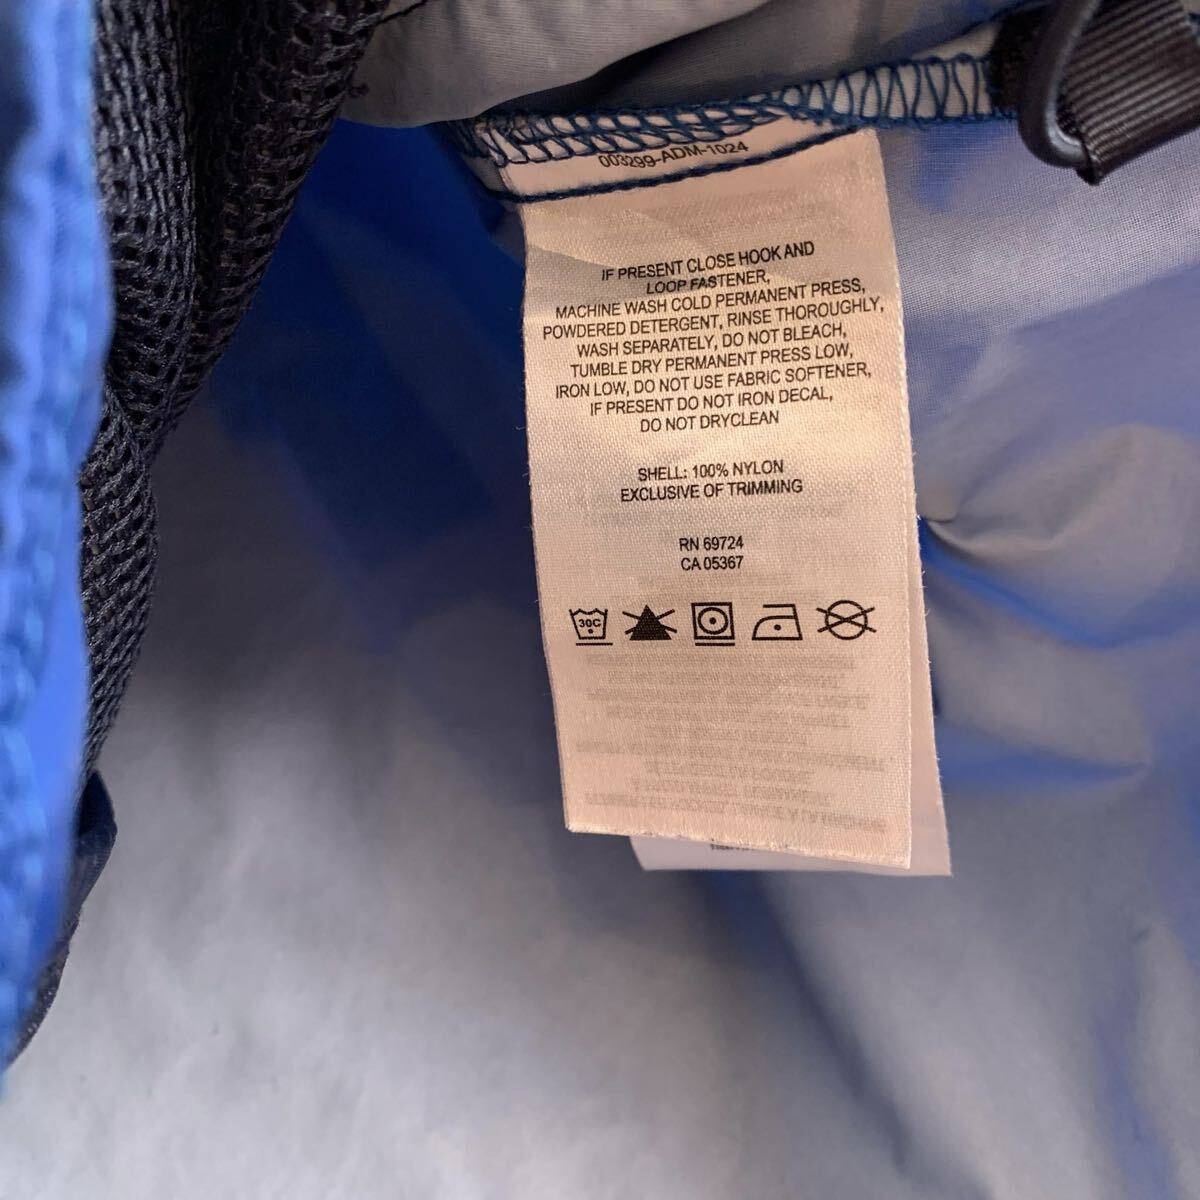 003299-ADM-1024
IF PRESENT CLOSE HOOK AND
LOOP FASTENER,
MACHINE WASH COLD PERMANENT PRESS,
POWDERED DETERGENT, RINSE THOROUGHLY,
WASH SEPARATELY, DO NOT BLEACH,
TUMBLE DRY PERMANENT PRESS LOW,
IRON LOW, DO NOT USE FABRIC SOFTENER,
IF PRESENT DO NOT IRON DECAL,
DO NOT DRYCLEAN
SHELL: 100% NYLON
EXCLUSIVE OF TRIMMING
RN 69724
CA 05367
30C